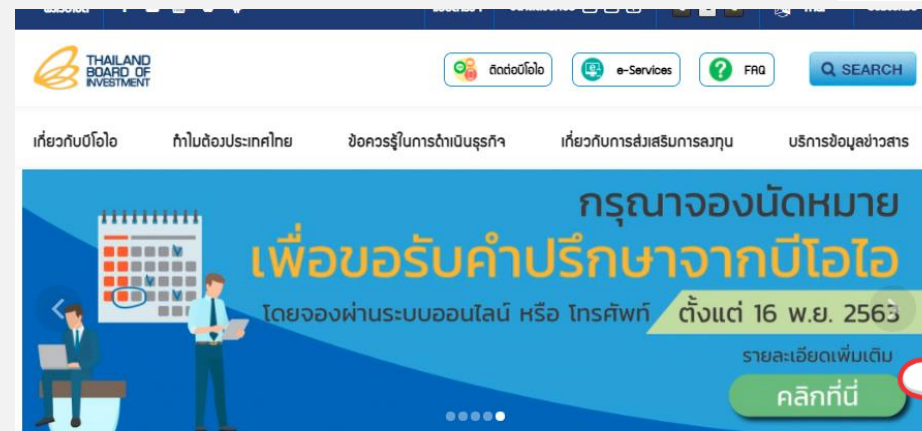 THAILAND
BOARD OF
INVESTMENT
ติดต่อบีโอไอ
e-Services
FAQ
SEARCH
เกี่ยวกับบีโอไอ ทำไมต้องประเทศไทย ข้อควรรู้ในการดำเนินธุรกิจ เกี่ยวกับการส่งเสริมการลงทุน บริการข้อมูลข่าวสาร
กรุณาจองนัดหมาย
เพื่อขอรับคำปรึกษาจากบีโอไอ
โดยจองผ่านระบบออนไลน์ หรือ โทรศัพท์ ตั้งแต่ 16 พ.ย. 2563
รายละเอียดเพิ่มเติม
คลิกที่นี่